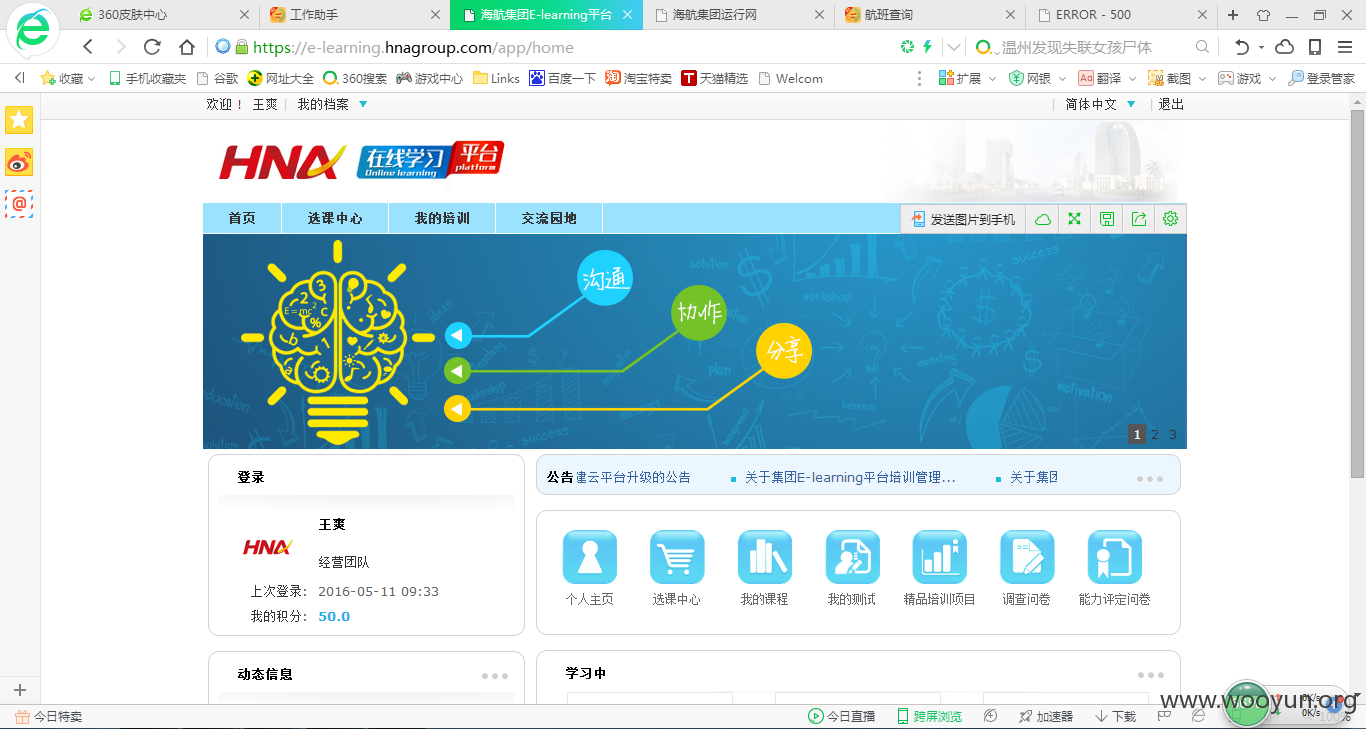 360皮肤中心
工作助手
海航集团E-learning平台
海航集团运行网
航班查询
ERROR - 500
https://e-learning.hnagroup.com/app/home
温州发现失联女孩尸体
收藏 手机收藏夹 谷歌 网址大全 360搜索 游戏中心 Links 百度一下 淘宝特卖 天猫精选 Welcom
扩展 网银 翻译 截图 游戏 登录管家
欢迎！ 王爽 我的档案
简体中文 退出
HNA 在线学习 平台
Online learning platform
首页 选课中心 我的培训 交流园地
发送图片到手机
沟通
协作
分享
E=mc²
solution
success
workshop
marketing
plan
motivation
business
success
education
1 2 3
登录
王爽
HNA
经营团队
上次登录： 2016-05-11 09:33
我的积分： 50.0
公告 建云平台升级的公告
关于集团E-learning平台培训管理...
关于集团
个人主页 选课中心 我的课程 我的测试 精品培训项目 调查问卷 能力评定问卷
动态信息
学习中
今日特卖
今日直播 跨屏浏览 加速器 下载
0K/s
0K/s
100%
www.wooyun.org